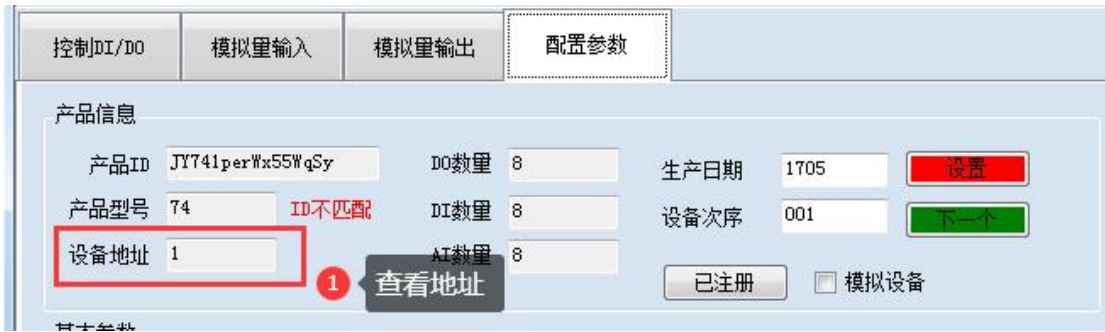 控制DI/DO 模拟里输入 模拟里输出 配置参数
产品信息
产品ID JY741perWx55WqSy DO数量 8 生产日期 1705 设置
产品型号 74 ID不匹配 DI数量 8 设备次序 001 下一个
设备地址 1 AI数量 8
1 查看地址 已注册 模拟设备
基本参数